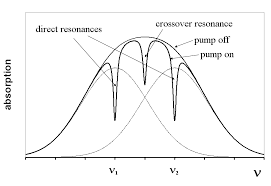 crossover resonance
direct resonances
pump off
pump on
absorption
ν₁
ν₂
ν